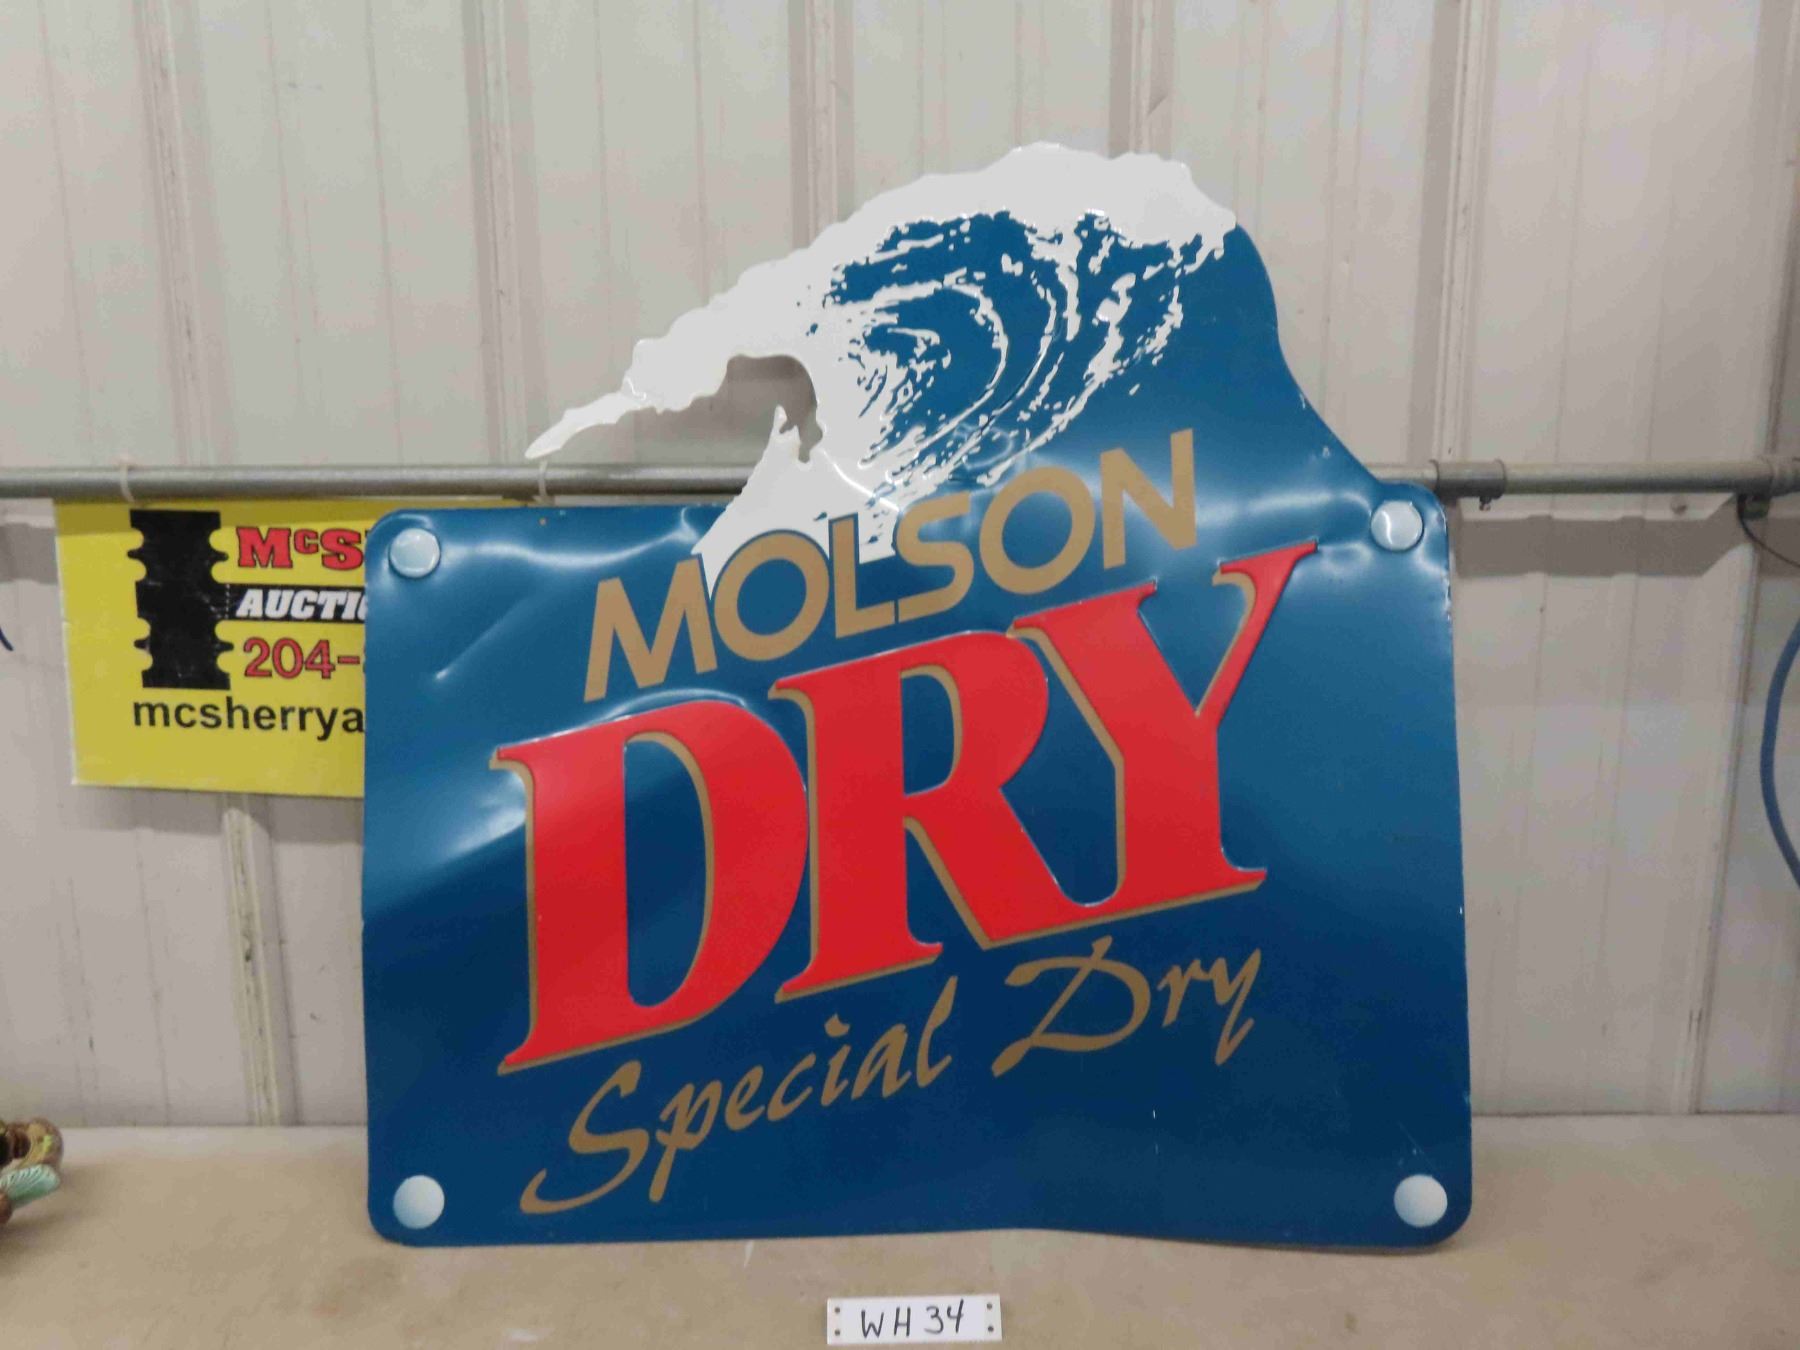 MOLSON
DRY
Special Dry
McS
AUCTI
204-
mcsherrya
WH34